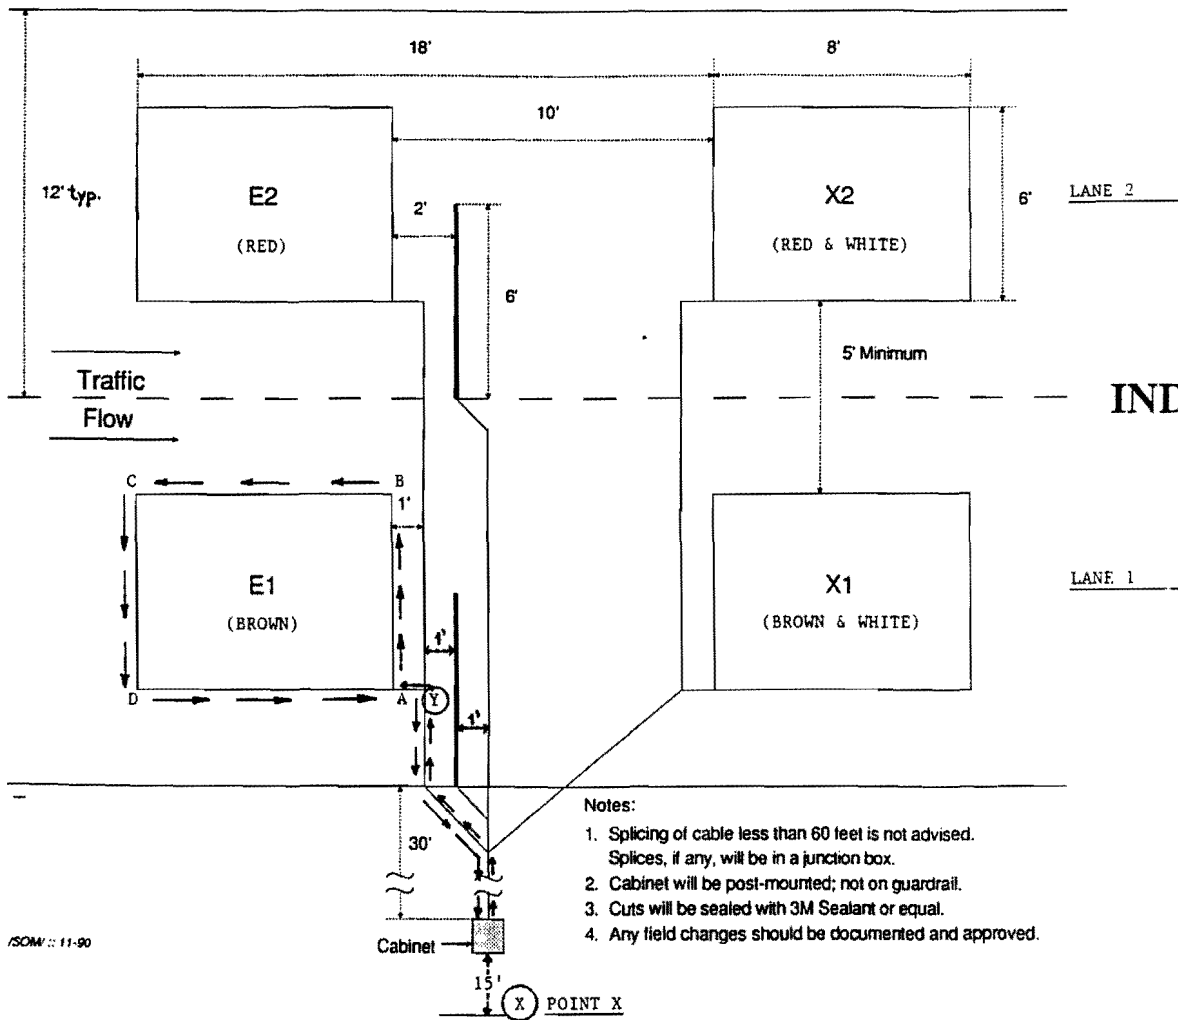 18'
8'
10'
12' typ.
E2
(RED)
2'
X2
(RED & WHITE)
6'
LANE 2
6'
5' Minimum
Traffic
Flow
IND
C
B
1'
E1
(BROWN)
X1
(BROWN & WHITE)
LANE 1
1'
D
A
Y
1'
30'
Notes:
1. Splicing of cable less than 60 feet is not advised.
Splices, if any, will be in a junction box.
2. Cabinet will be post-mounted; not on guardrail.
3. Cuts will be sealed with 3M Sealant or equal.
4. Any field changes should be documented and approved.
/SOM/ :: 11-90
Cabinet
15'
X POINT X